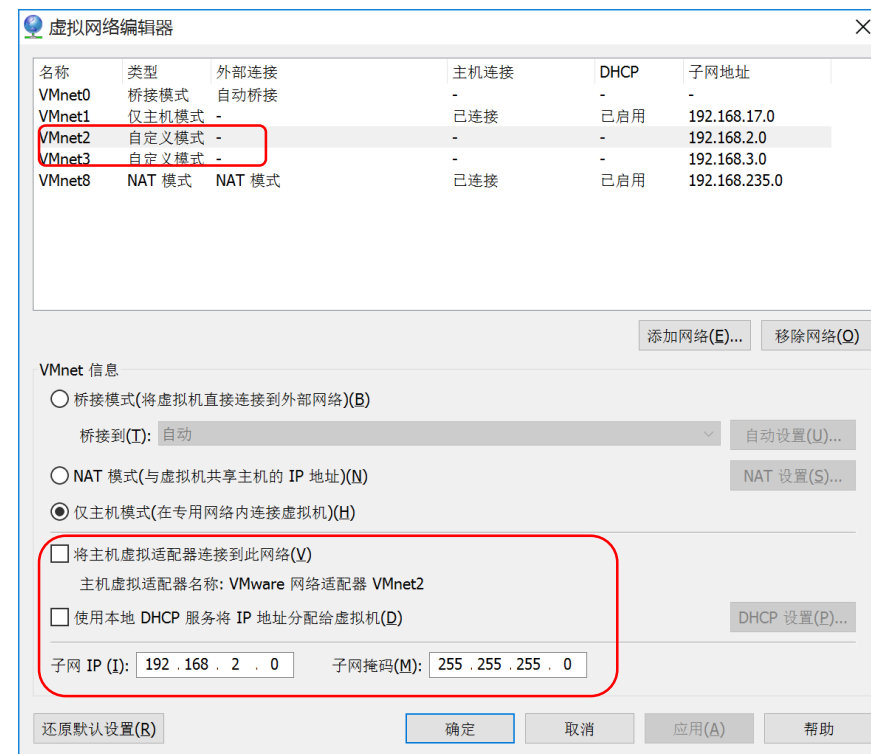 虚拟网络编辑器
名称 类型 外部连接 主机连接 DHCP 子网地址
VMnet0 桥接模式 自动桥接 - - -
VMnet1 仅主机模式 - 已连接 已启用 192.168.17.0
VMnet2 自定义模式 - - - 192.168.2.0
VMnet3 自定义模式 - - - 192.168.3.0
VMnet8 NAT 模式 NAT 模式 已连接 已启用 192.168.235.0
添加网络(E)... 移除网络(O)
VMnet 信息
桥接模式(将虚拟机直接连接到外部网络)(B)
桥接到(T): 自动 自动设置(U)...
NAT 模式(与虚拟机共享主机的 IP 地址)(N) NAT 设置(S)...
仅主机模式(在专用网络内连接虚拟机)(H)
将主机虚拟适配器连接到此网络(V)
主机虚拟适配器名称: VMware 网络适配器 VMnet2
使用本地 DHCP 服务将 IP 地址分配给虚拟机(D) DHCP 设置(P)...
子网 IP (I): 192 . 168 . 2 . 0 子网掩码(M): 255 . 255 . 255 . 0
还原默认设置(R) 确定 取消 应用(A) 帮助